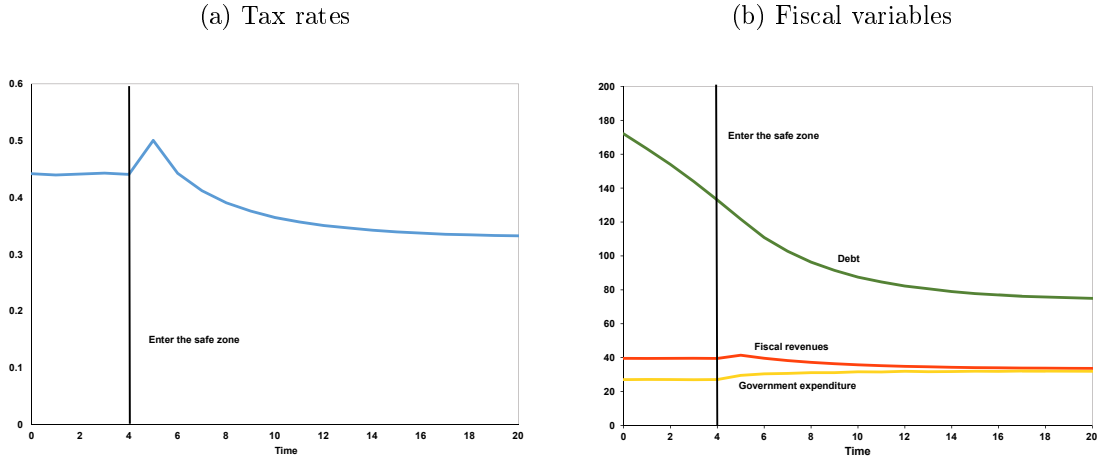 (a) Tax rates
0.6
0.5
0.4
0.3
0.2
0.1
0
Enter the safe zone
0 2 4 6 8 10 12 14 16 18 20
Time
(b) Fiscal variables
200
180
160
140
120
100
80
60
40
20
0
Enter the safe zone
Debt
Fiscal revenues
Government expenditure
0 2 4 6 8 10 12 14 16 18 20
Time